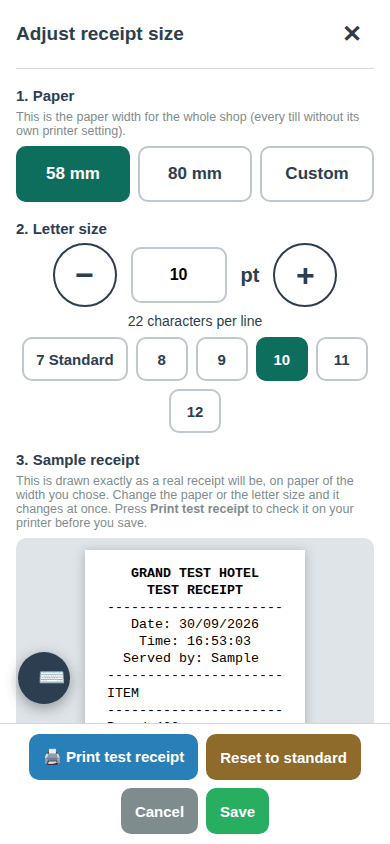 Adjust receipt size ✕
1. Paper
This is the paper width for the whole shop (every till without its
own printer setting).
58 mm 80 mm Custom
2. Letter size
− 10 pt +
22 characters per line
7 Standard 8 9 10 11
12
3. Sample receipt
This is drawn exactly as a real receipt will be, on paper of the
width you chose. Change the paper or the letter size and it
changes at once. Press Print test receipt to check it on your
printer before you save.
GRAND TEST HOTEL
TEST RECEIPT
----------------------
Date: 30/09/2026
Time: 16:53:03
Served by: Sample
----------------------
ITEM
----------------------
Print test receipt Reset to standard
Cancel Save